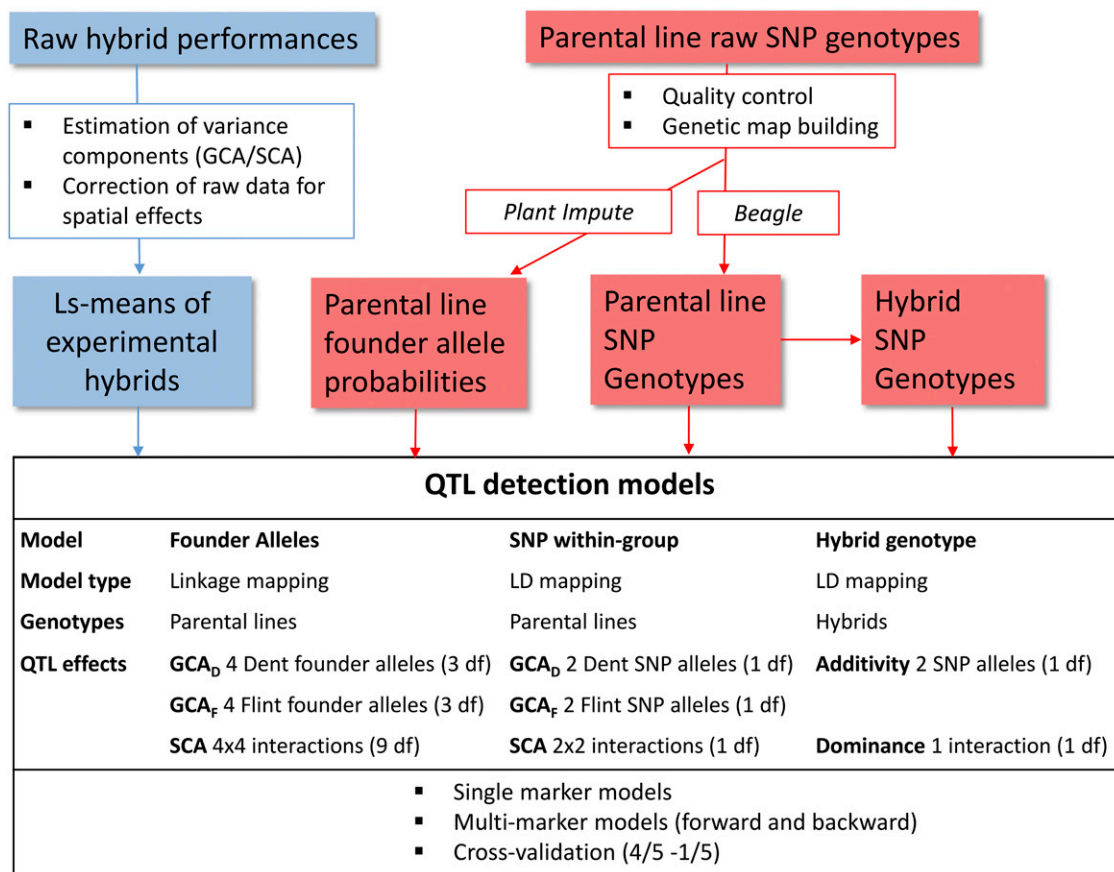 Raw hybrid performances
Parental line raw SNP genotypes
▪ Estimation of variance
components (GCA/SCA)
▪ Correction of raw data for
spatial effects
▪ Quality control
▪ Genetic map building
Plant Impute
Beagle
Ls-means of
experimental
hybrids
Parental line
founder allele
probabilities
Parental line
SNP
Genotypes
Hybrid
SNP
Genotypes
QTL detection models
Model Founder Alleles SNP within-group Hybrid genotype
Model type Linkage mapping LD mapping LD mapping
Genotypes Parental lines Parental lines Hybrids
QTL effects GCA_D 4 Dent founder alleles (3 df) GCA_D 2 Dent SNP alleles (1 df) Additivity 2 SNP alleles (1 df)
GCA_F 4 Flint founder alleles (3 df) GCA_F 2 Flint SNP alleles (1 df)
SCA 4x4 interactions (9 df) SCA 2x2 interactions (1 df) Dominance 1 interaction (1 df)
▪ Single marker models
▪ Multi-marker models (forward and backward)
▪ Cross-validation (4/5 -1/5)